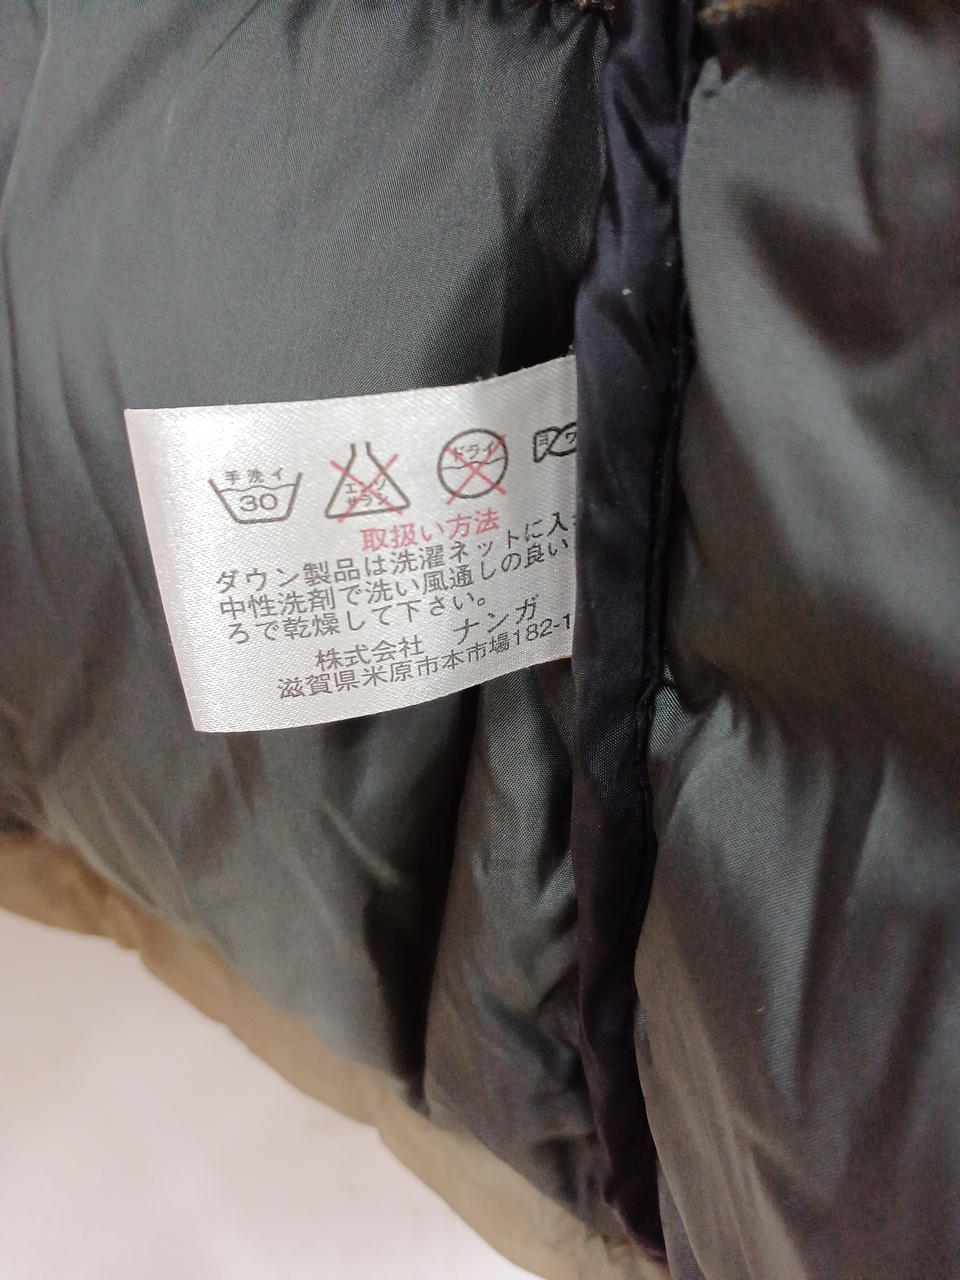 手洗イ
30
エンソ
サラシ
ドライ
ヨワ
取扱い方法
ダウン製品は洗濯ネットに入
中性洗剤で洗い風通しの良い
ろで乾燥して下さい。
株式会社 ナンガ
滋賀県米原市本市場182-1